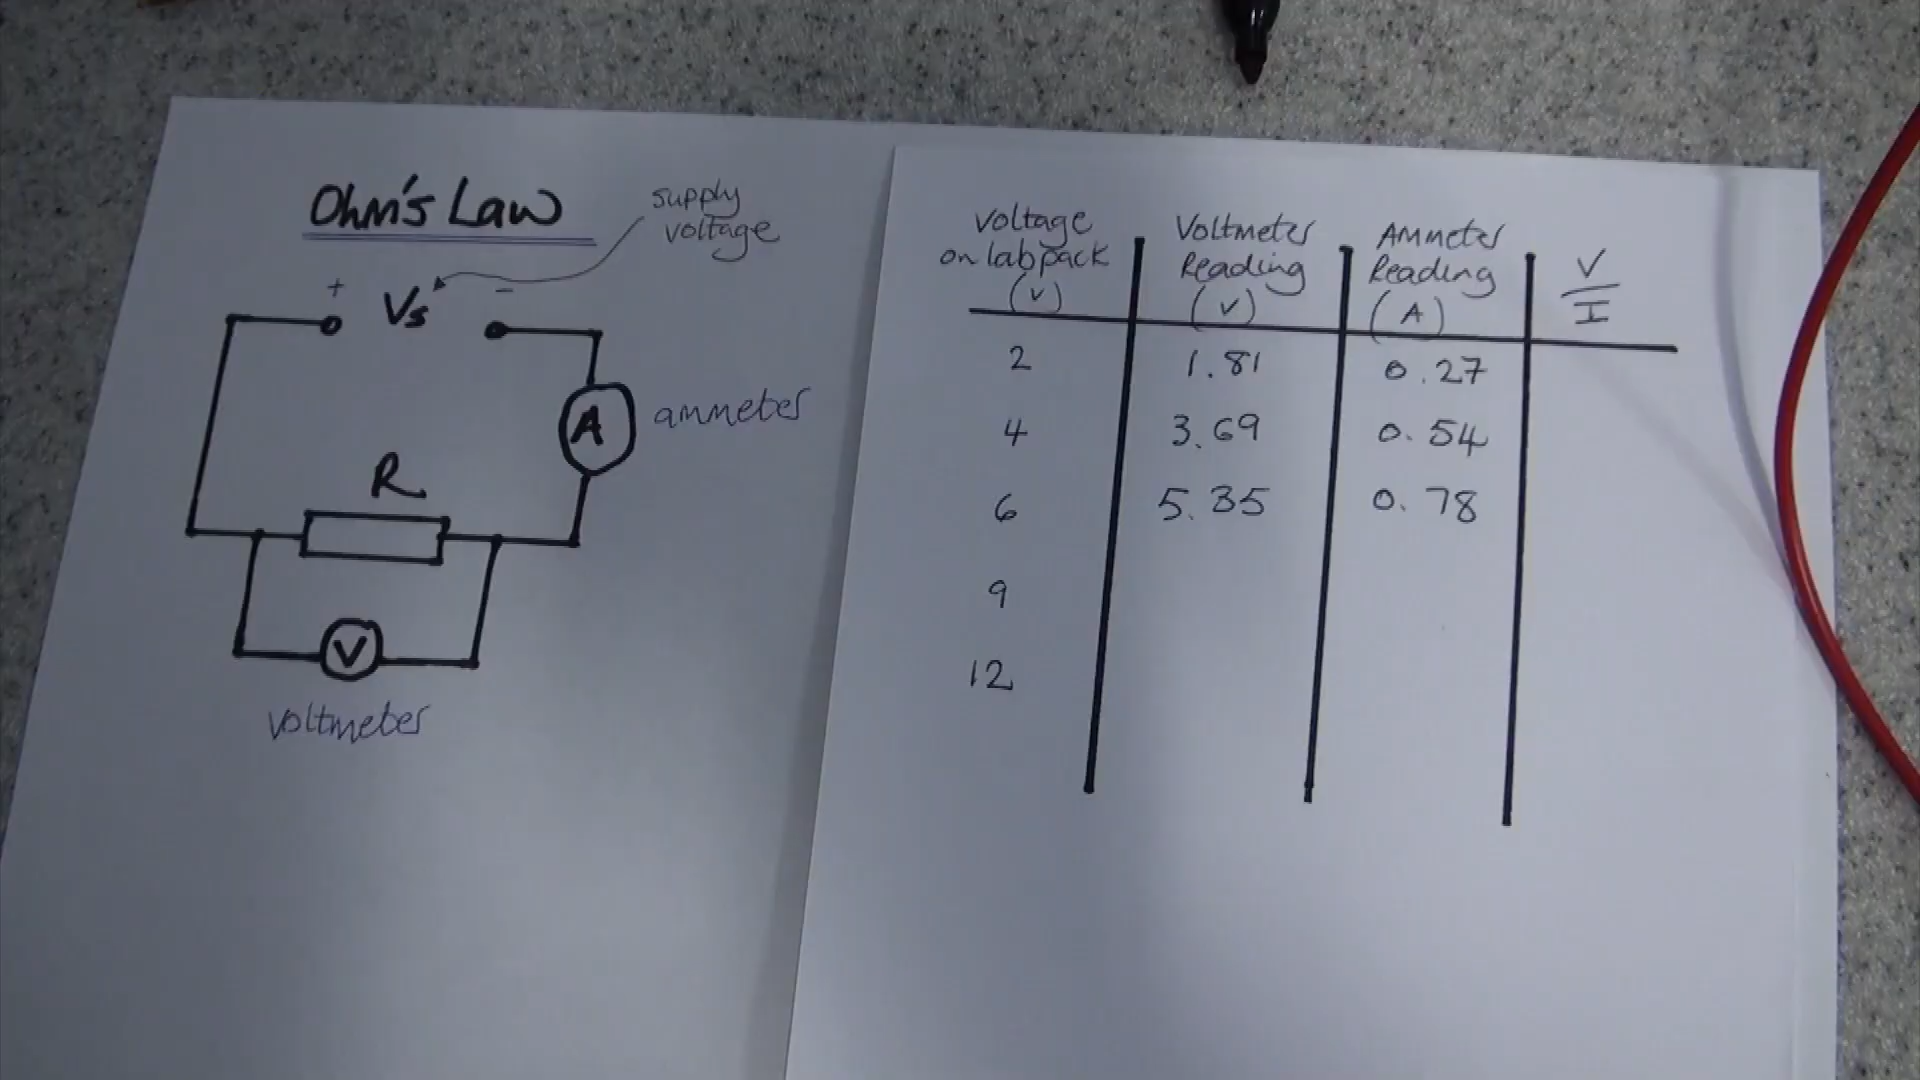 Ohm's Law
supply
voltage
+ Vs -
A
ammeter
R
V
voltmeter
Voltage
on labpack
(V)
Voltmeter
Reading
(V)
Ammeter
Reading
(A)
V
I
2 1.81 0.27
4 3.69 0.54
6 5.35 0.78
9
12